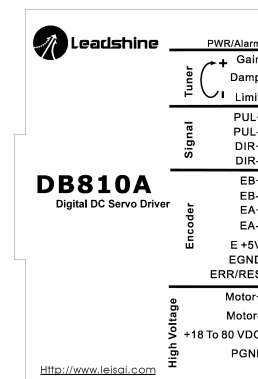 Leadshine
PWR/Alarm
Tuner
Gain
Damp
Limit
Signal
PUL+
PUL-
DIR+
DIR-
DB810A
Digital DC Servo Driver
Encoder
EB+
EB-
EA+
EA-
E +5V
EGND
ERR/RES
High Voltage
Motor+
Motor-
+18 To 80 VDC
PGND
Http://www.leisai.com